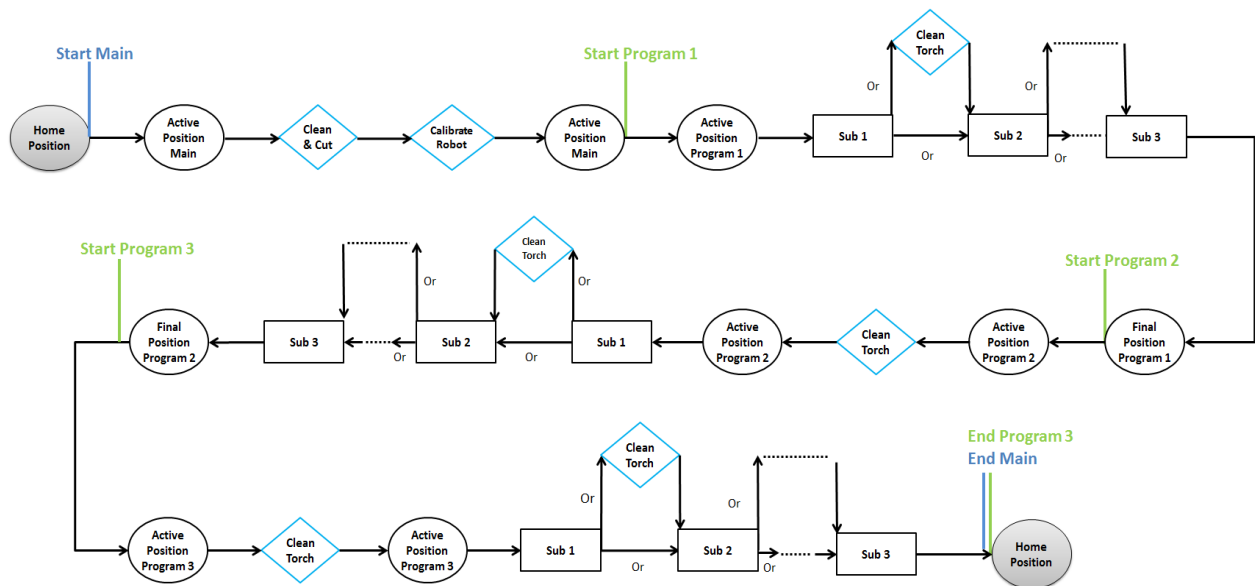 Start Main
Start Program 1
Clean
Torch
Or
Or
Home
Position
Active
Position
Main
Clean
& Cut
Calibrate
Robot
Active
Position
Main
Active
Position
Program 1
Sub 1
Sub 2
Sub 3
Or
Or
Start Program 3
Start Program 2
Clean
Torch
Or
Or
Final
Position
Program 2
Sub 3
Sub 2
Sub 1
Active
Position
Program 2
Clean
Torch
Active
Position
Program 2
Final
Position
Program 1
Or
Or
End Program 3
End Main
Clean
Torch
Or
Or
Active
Position
Program 3
Clean
Torch
Active
Position
Program 3
Sub 1
Sub 2
Sub 3
Home
Position
Or
Or